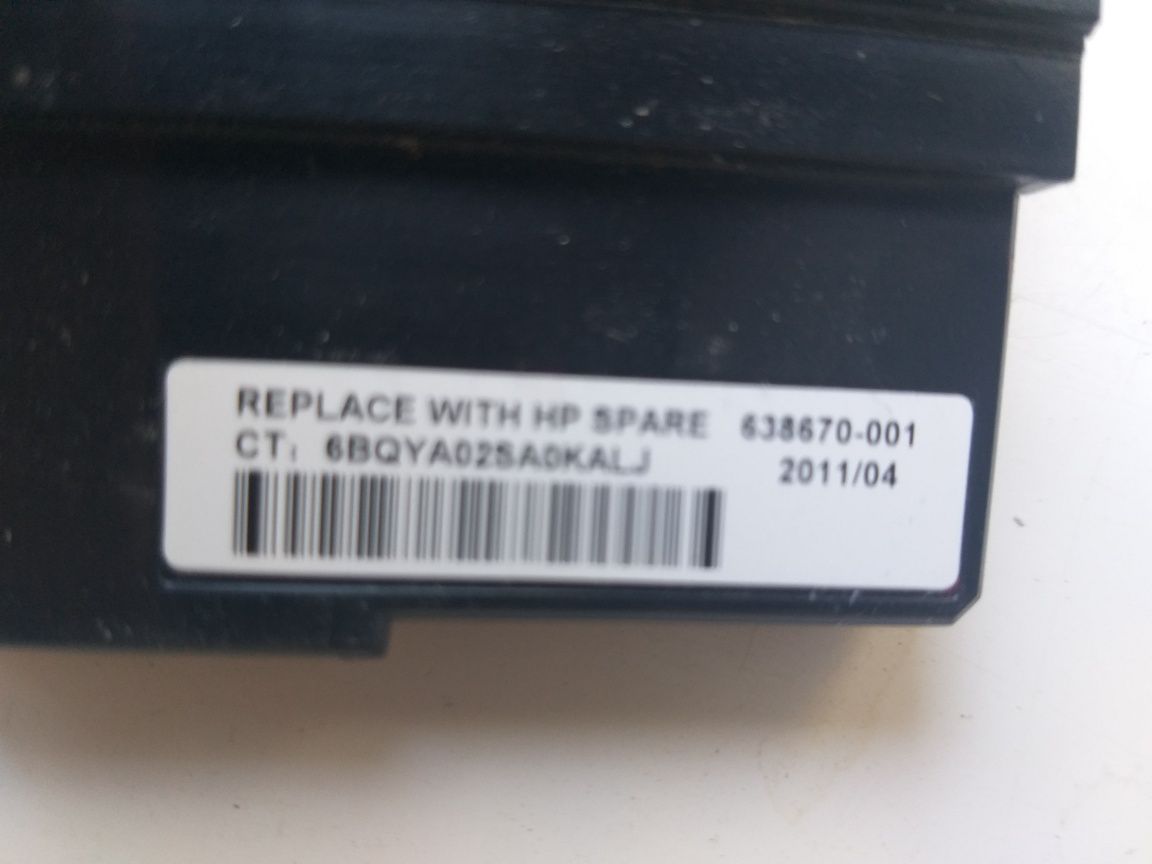 REPLACE WITH HP SPARE 638670-001
CT: 6BQYA02SA0KALJ 2011/04